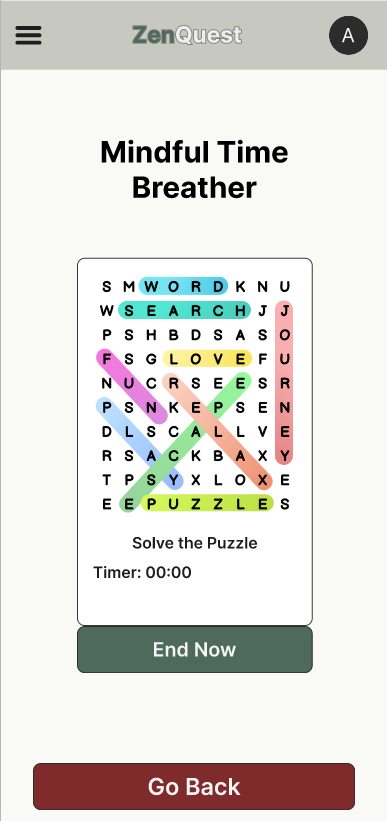 ZenQuest
A
Mindful Time
Breather
S M W O R D K N U
W S E A R C H J J
P S H B D S A S O
F S G L O V E F U
N U C R S E E S R
P S N K E P S E N
D L S C A L L V E
R S A C K B A X Y
T P S Y X L O X E
E E P U Z Z L E S
Solve the Puzzle
Timer: 00:00
End Now
Go Back